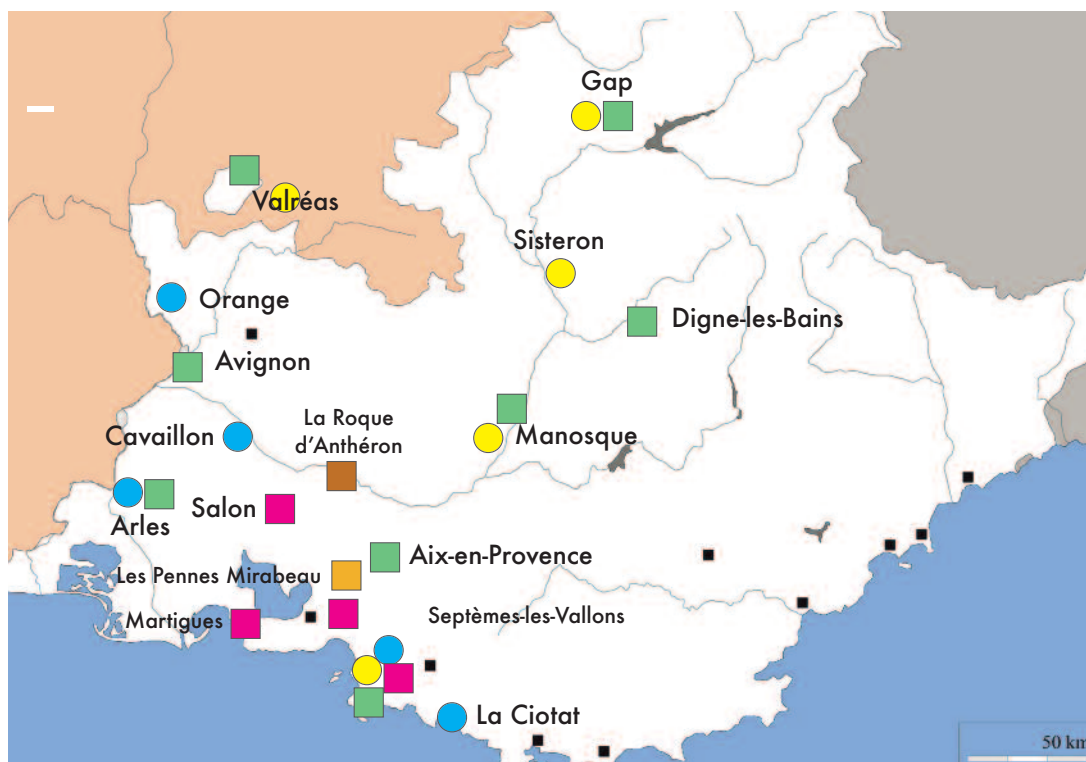 Gap
Valréas
Sisteron
Orange
Digne-les-Bains
Avignon
La Roque
d'Anthéron
Cavaillon
Manosque
Salon
Arles
Aix-en-Provence
Les Pennes Mirabeau
Martigues
Septèmes-les-Vallons
La Ciotat
50 km